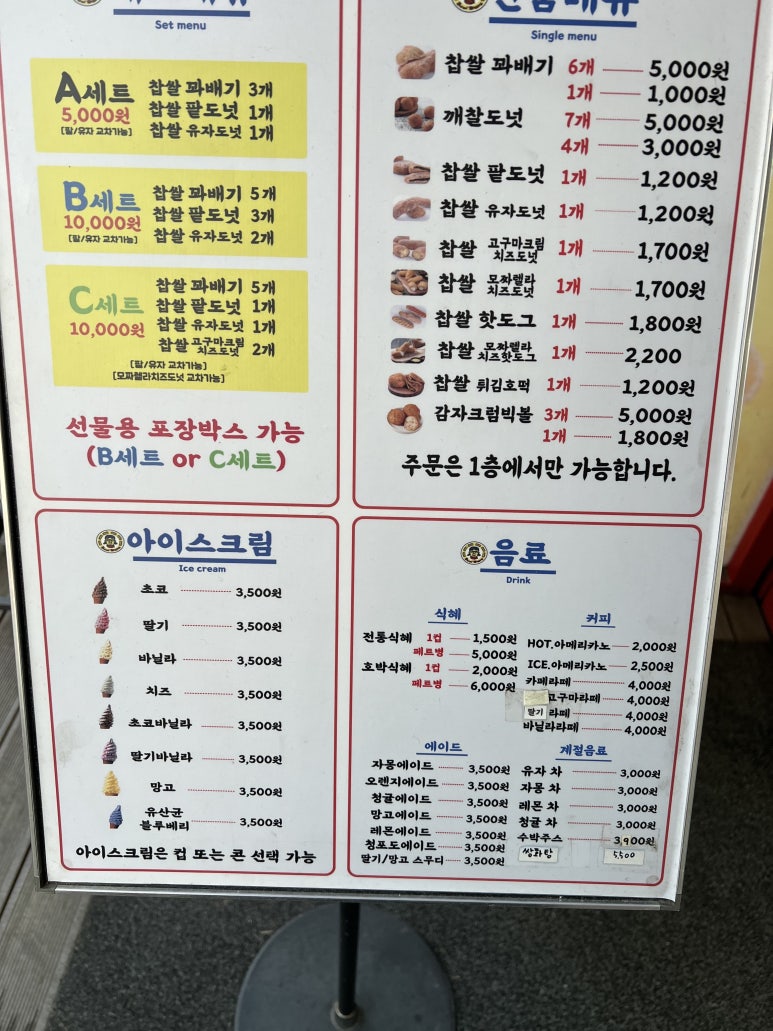 Set menu
A세트
5,000원
[팥/유자 교차가능]
찹쌀 꽈배기 3개
찹쌀 팥도넛 1개
찹쌀 유자도넛 1개
B세트
10,000원
[팥/유자 교차가능]
찹쌀 꽈배기 5개
찹쌀 팥도넛 3개
찹쌀 유자도넛 2개
C세트
10,000원
찹쌀 꽈배기 5개
찹쌀 팥도넛 1개
찹쌀 유자도넛 1개
찹쌀 고구마크림 치즈도넛 2개
[팥/유자 교차가능]
[모짜렐라치즈도넛 교차가능]
선물용 포장박스 가능
(B세트 or C세트)
Single menu
찹쌀 꽈배기 6개 5,000원
1개 1,000원
깨찰도넛 7개 5,000원
4개 3,000원
찹쌀 팥도넛 1개 1,200원
찹쌀 유자도넛 1개 1,200원
찹쌀 고구마크림 치즈도넛 1개 1,700원
찹쌀 모짜렐라 치즈도넛 1개 1,700원
찹쌀 핫도그 1개 1,800원
찹쌀 모짜렐라 치즈핫도그 1개 2,200
찹쌀 튀김호떡 1개 1,200원
감자크럼빅볼 3개 5,000원
1개 1,800원
주문은 1층에서만 가능합니다.
아이스크림
Ice cream
초코 3,500원
딸기 3,500원
바닐라 3,500원
치즈 3,500원
초코바닐라 3,500원
딸기바닐라 3,500원
망고 3,500원
유산균 블루베리 3,500원
아이스크림은 컵 또는 콘 선택 가능
음료
Drink
식혜
전통식혜 1컵 1,500원
페트병 5,000원
호박식혜 1컵 2,000원
페트병 6,000원
커피
HOT.아메리카노 2,000원
ICE.아메리카노 2,500원
카페라떼 4,000원
고구마라떼 4,000원
딸기 라떼 4,000원
바닐라라떼 4,000원
에이드
자몽에이드 3,500원
오렌지에이드 3,500원
청귤에이드 3,500원
망고에이드 3,500원
레몬에이드 3,500원
청포도에이드 3,500원
딸기/망고 스무디 3,500원
계절음료
유자 차 3,000원
자몽 차 3,000원
레몬 차 3,000원
청귤 차 3,000원
수박주스 3,900원
쌍화탕 5,500